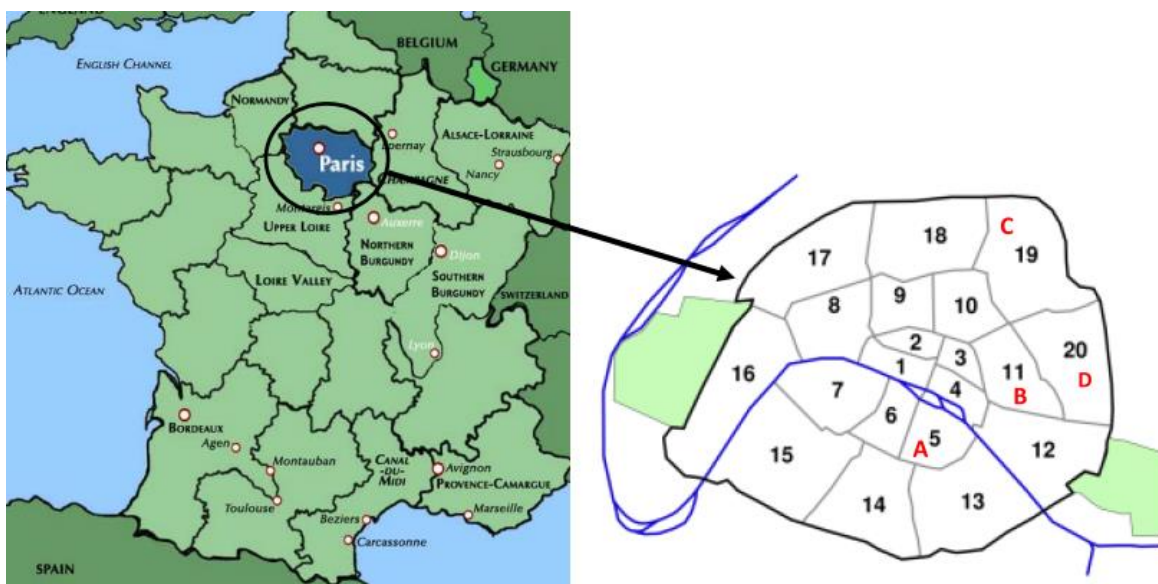 ENGLAND
BELGIUM
ENGLISH CHANNEL
GERMANY
NORMANDY
ALSACE-LORRAINE
Epernay
Strausbourg
Paris
Nancy
CHAMPAGNE
Montargis
UPPER LOIRE
Auxerre
NORTHERN
BURGUNDY
Dijon
LOIRE VALLEY
SOUTHERN
BURGUNDY
SWITZERLAND
ATLANTIC OCEAN
Lyon
BORDEAUX
Agen
Montauban
CANAL-
DU-
MIDI
Avignon
PROVENCE-CAMARGUE
Toulouse
Beziers
Marseille
Carcassonne
SPAIN
C
18
19
17
9
10
8
2
3
20
1
11
D
16
7
4
B
6
5
A
12
15
14
13